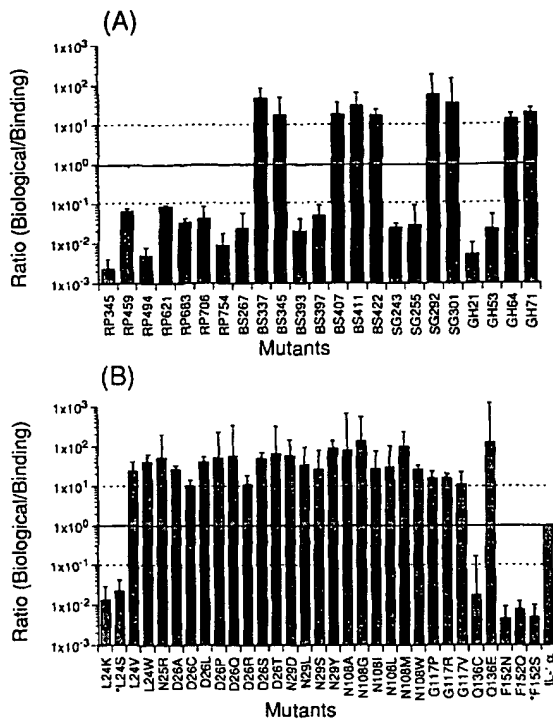 (A)
Ratio (Biological/Binding)
1x10³
1x10²
1x10¹
1x10⁰
1x10⁻¹
1x10⁻²
1x10⁻³
RP345
RP459
RP494
RP621
RP683
RP706
RP754
BS267
BS337
BS345
BS393
BS397
BS407
BS411
BS422
SG243
SG255
SG292
SG301
GH21
GH53
GH64
GH71
Mutants
(B)
Ratio (Biological/Binding)
1x10³
1x10²
1x10¹
1x10⁰
1x10⁻¹
1x10⁻²
1x10⁻³
L24K
*L24S
L24V
L24W
N25R
D26A
D26C
D26L
D26P
D26Q
D26R
D26S
D26T
N29D
N29L
N29S
N29Y
N108A
N108G
N108I
N108L
N108M
N108W
G117P
G117R
G117V
Q136C
Q136E
F152N
F152Q
*F152S
Mutants